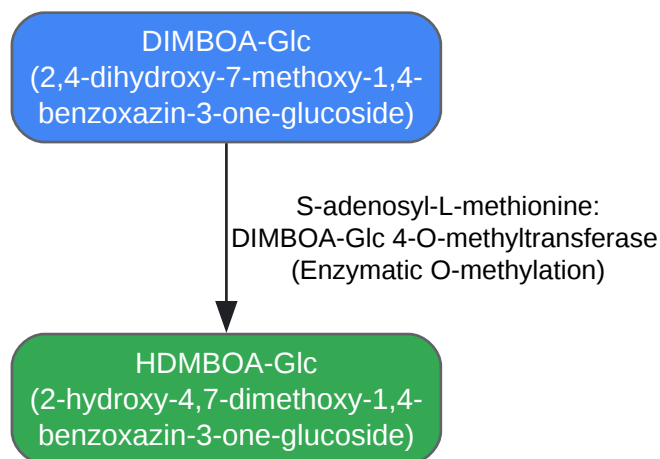 DIMBOA-Glc
(2,4-dihydroxy-7-methoxy-1,4-
benzoxazin-3-one-glucoside)
S-adenosyl-L-methionine:
DIMBOA-Glc 4-O-methyltransferase
(Enzymatic O-methylation)
HDMBOA-Glc
(2-hydroxy-4,7-dimethoxy-1,4-
benzoxazin-3-one-glucoside)